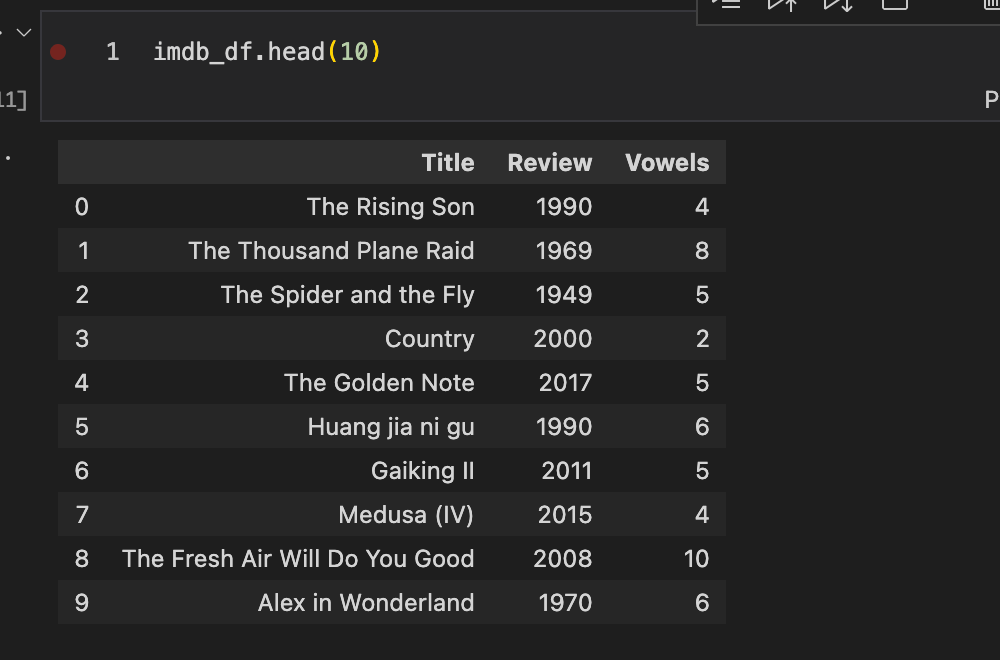 1 imdb_df.head(10)
11]
P
Title Review Vowels
0 The Rising Son 1990 4
1 The Thousand Plane Raid 1969 8
2 The Spider and the Fly 1949 5
3 Country 2000 2
4 The Golden Note 2017 5
5 Huang jia ni gu 1990 6
6 Gaiking II 2011 5
7 Medusa (IV) 2015 4
8 The Fresh Air Will Do You Good 2008 10
9 Alex in Wonderland 1970 6